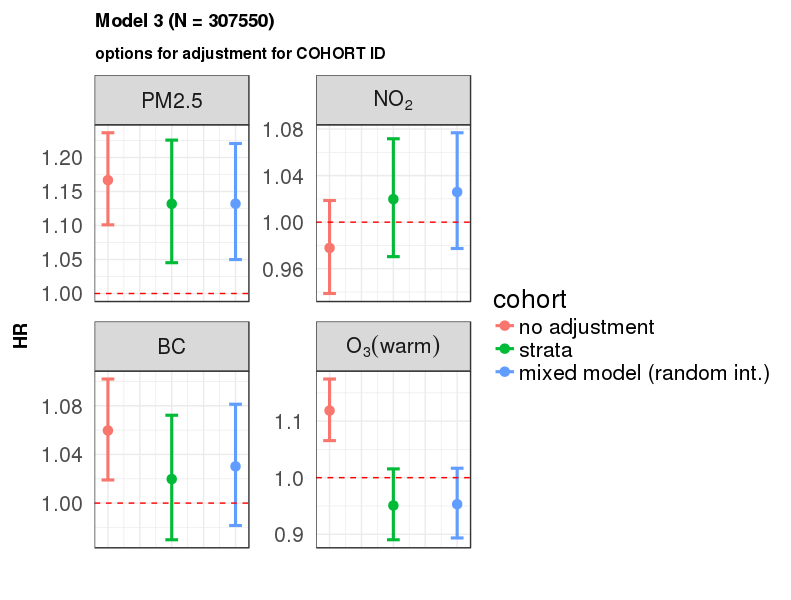 Model 3 (N = 307550)
options for adjustment for COHORT ID
PM2.5
NO₂
1.20
1.15
1.10
1.05
1.00
1.08
1.04
1.00
0.96
HR
BC
O₃(warm)
1.08
1.04
1.00
1.1
1.0
0.9
cohort
no adjustment
strata
mixed model (random int.)